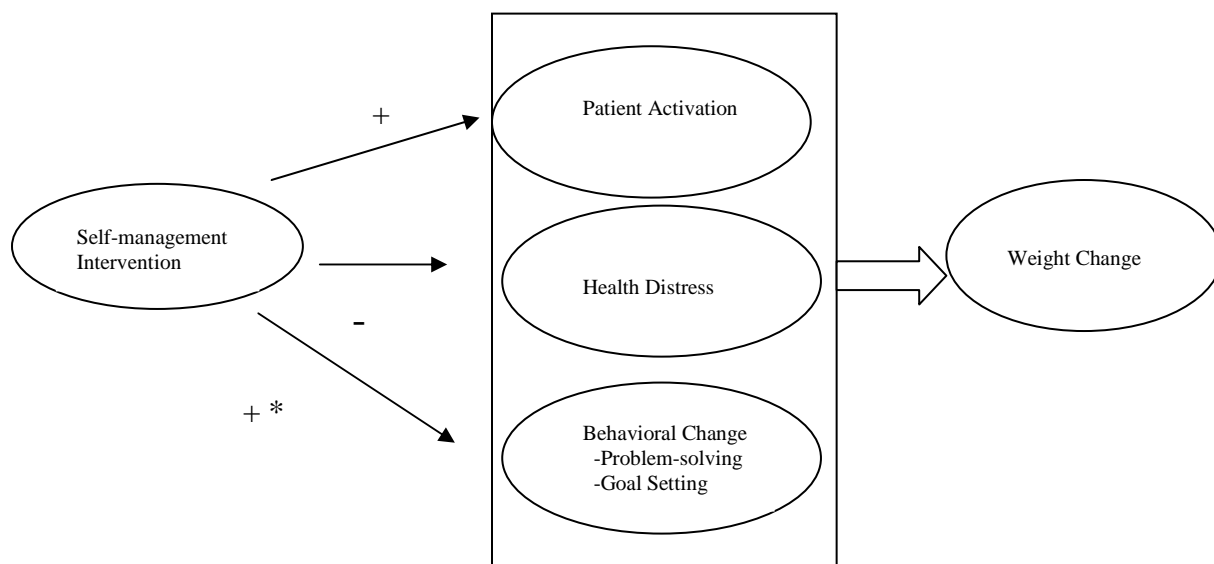 +
Patient Activation
Self-management
Intervention
-
Health Distress
Weight Change
+ *
Behavioral Change
-Problem-solving
-Goal Setting